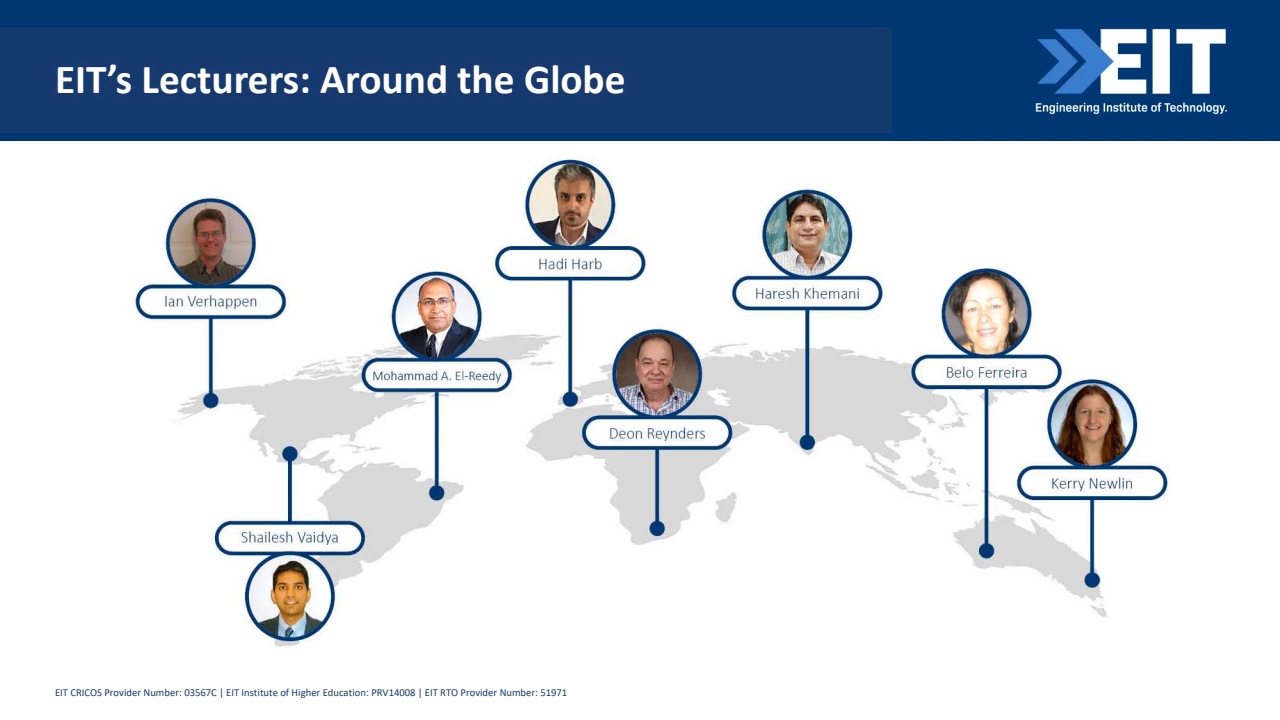 EIT’s Lecturers: Around the Globe
EIT
Engineering Institute of Technology.
Hadi Harb
Haresh Khemani
Ian Verhappen
Mohammad A. El-Reedy
Belo Ferreira
Deon Reynders
Kerry Newlin
Shailesh Vaidya
EIT CRICOS Provider Number: 03567C | EIT Institute of Higher Education: PRV14008 | EIT RTO Provider Number: 51971